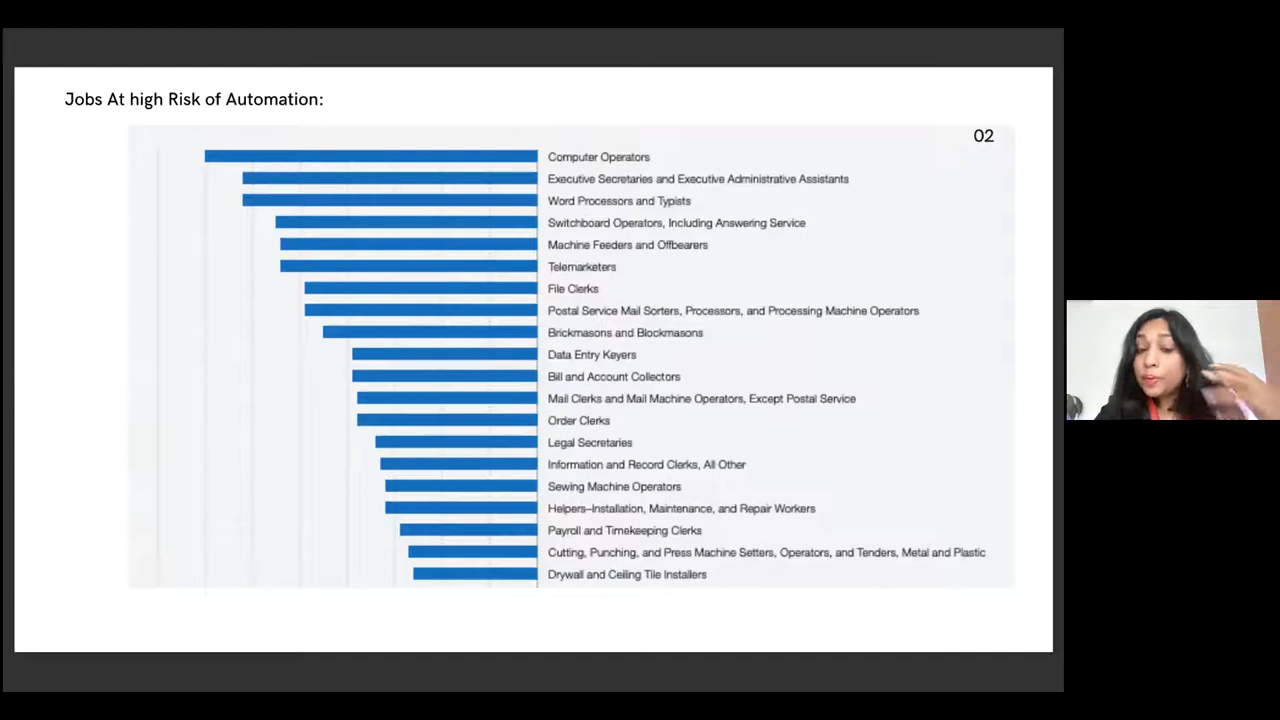 Jobs At high Risk of Automation:
02
Computer Operators
Executive Secretaries and Executive Administrative Assistants
Word Processors and Typists
Switchboard Operators, Including Answering Service
Machine Feeders and Offbearers
Telemarketers
File Clerks
Postal Service Mail Sorters, Processors, and Processing Machine Operators
Brickmasons and Blockmasons
Data Entry Keyers
Bill and Account Collectors
Mail Clerks and Mail Machine Operators, Except Postal Service
Order Clerks
Legal Secretaries
Information and Record Clerks, All Other
Sewing Machine Operators
Helpers–Installation, Maintenance, and Repair Workers
Payroll and Timekeeping Clerks
Cutting, Punching, and Press Machine Setters, Operators, and Tenders, Metal and Plastic
Drywall and Ceiling Tile Installers